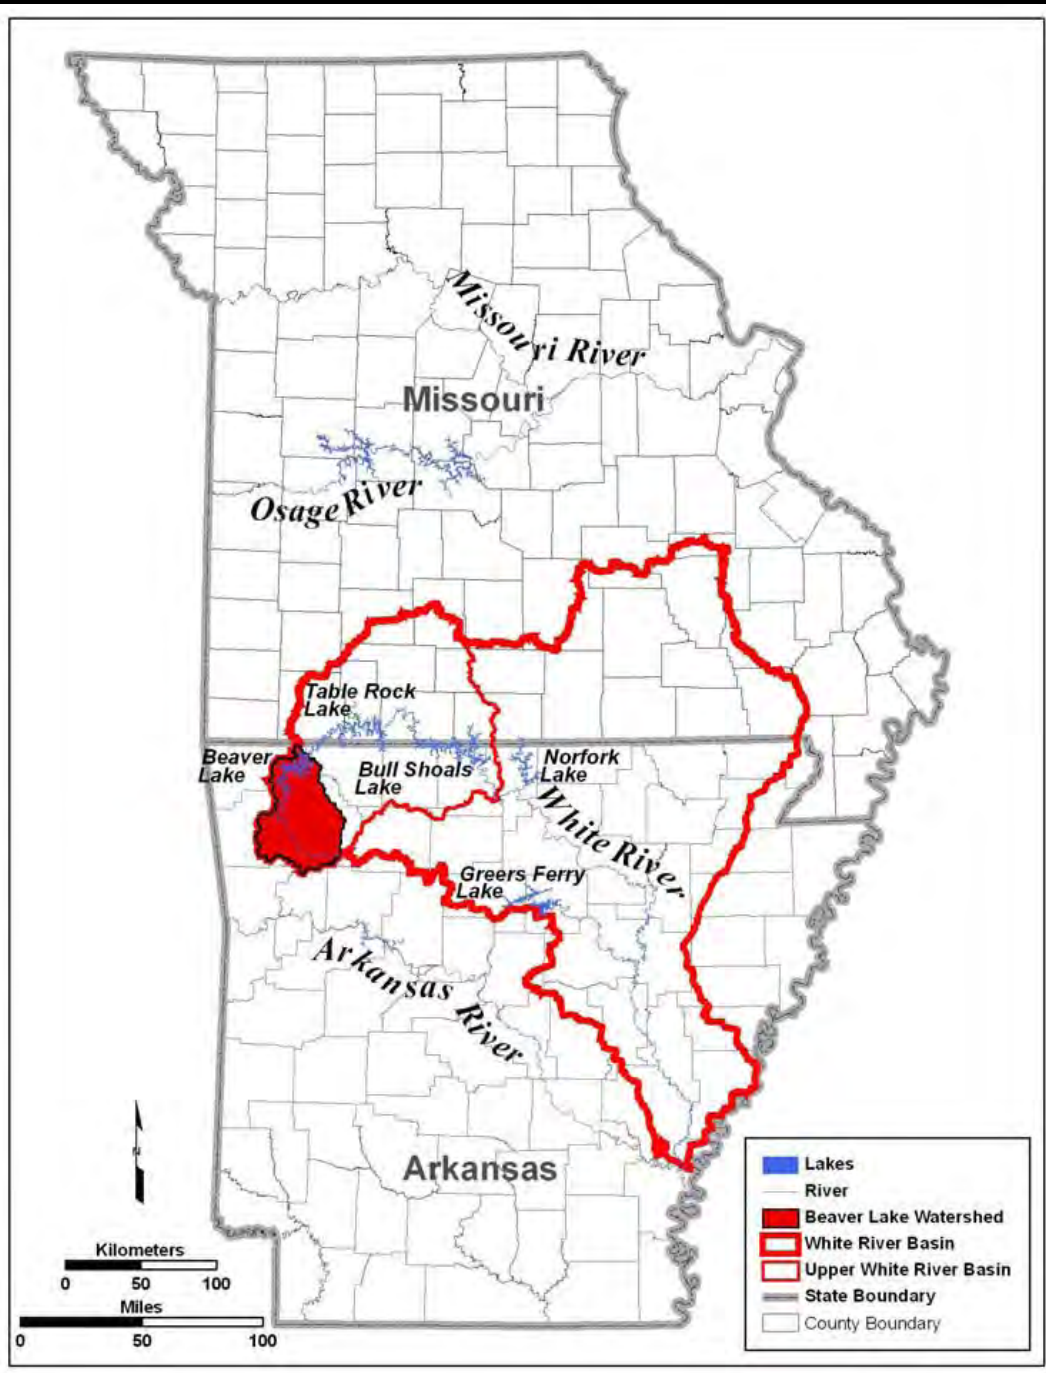 Missouri River
Missouri
Osage River
Table Rock
Lake
Beaver
Lake
Bull Shoals
Lake
Norfork
Lake
White River
Greers Ferry
Lake
Arkansas River
Arkansas
N
Kilometers
0 50 100
Miles
0 50 100
Lakes
River
Beaver Lake Watershed
White River Basin
Upper White River Basin
State Boundary
County Boundary